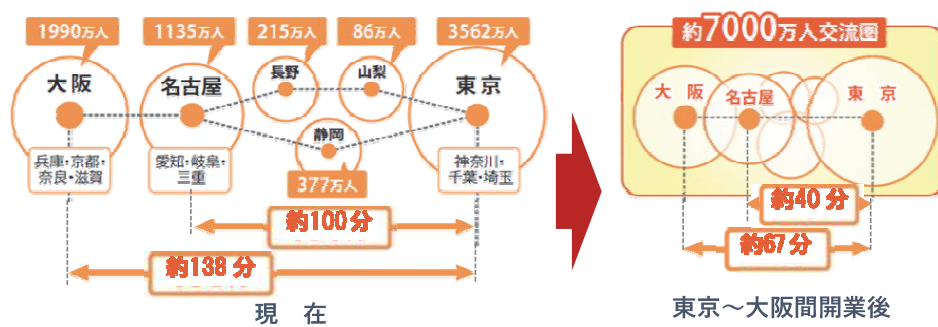 1990万人
1135万人
215万人
86万人
3562万人
大阪
名古屋
長野
山梨
東京
静岡
兵庫・京都・
奈良・滋賀
愛知・岐阜・
三重
377万人
神奈川・
千葉・埼玉
約100分
約138分
現 在
約7000万人交流圏
大 阪
名古屋
東 京
約40分
約67分
東京～大阪間開業後